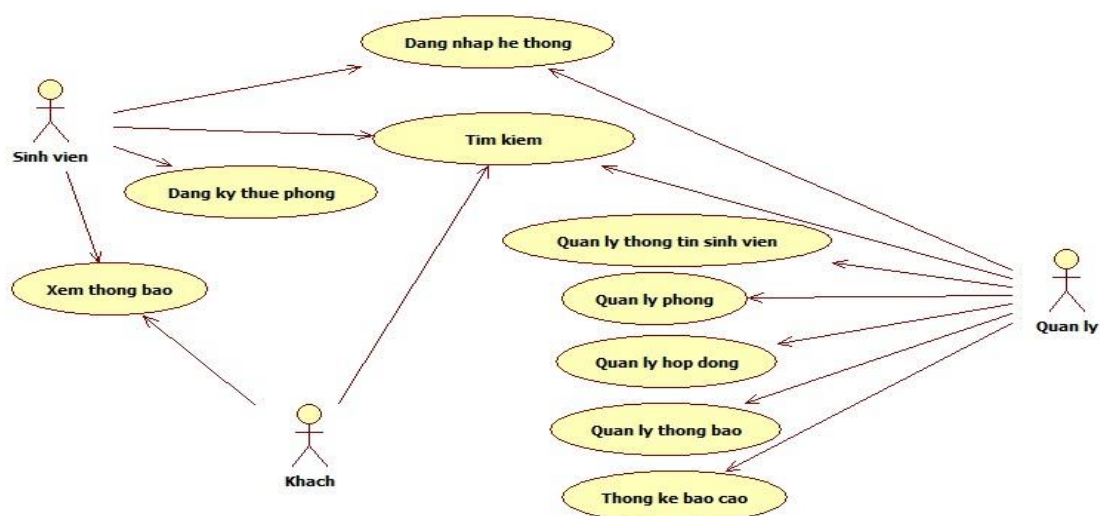 Dang nhap he thong
Sinh vien
Tim kiem
Dang ky thue phong
Quan ly thong tin sinh vien
Xem thong bao
Quan ly phong
Quan ly
Quan ly hop dong
Quan ly thong bao
Khach
Thong ke bao cao